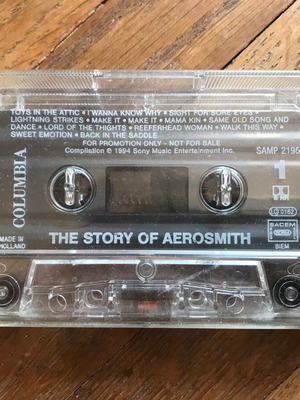 TOYS IN THE ATTIC • I WANNA KNOW WHY • SIGHT FOR SORE EYES •
LIGHTNING STRIKES • MAKE IT • MAKE IT • MAMA KIN • SAME OLD SONG AND
DANCE • LORD OF THE THIGHTS • REEFERHEAD WOMAN • WALK THIS WAY •
SWEET EMOTION • BACK IN THE SADDLE
FOR PROMOTION ONLY - NOT FOR SALE
Compilation © 1994 Sony Music Entertainment Inc.
SAMP 2195
COLUMBIA
1
MADE IN
HOLLAND
SACEM
BIEM
THE STORY OF AEROSMITH